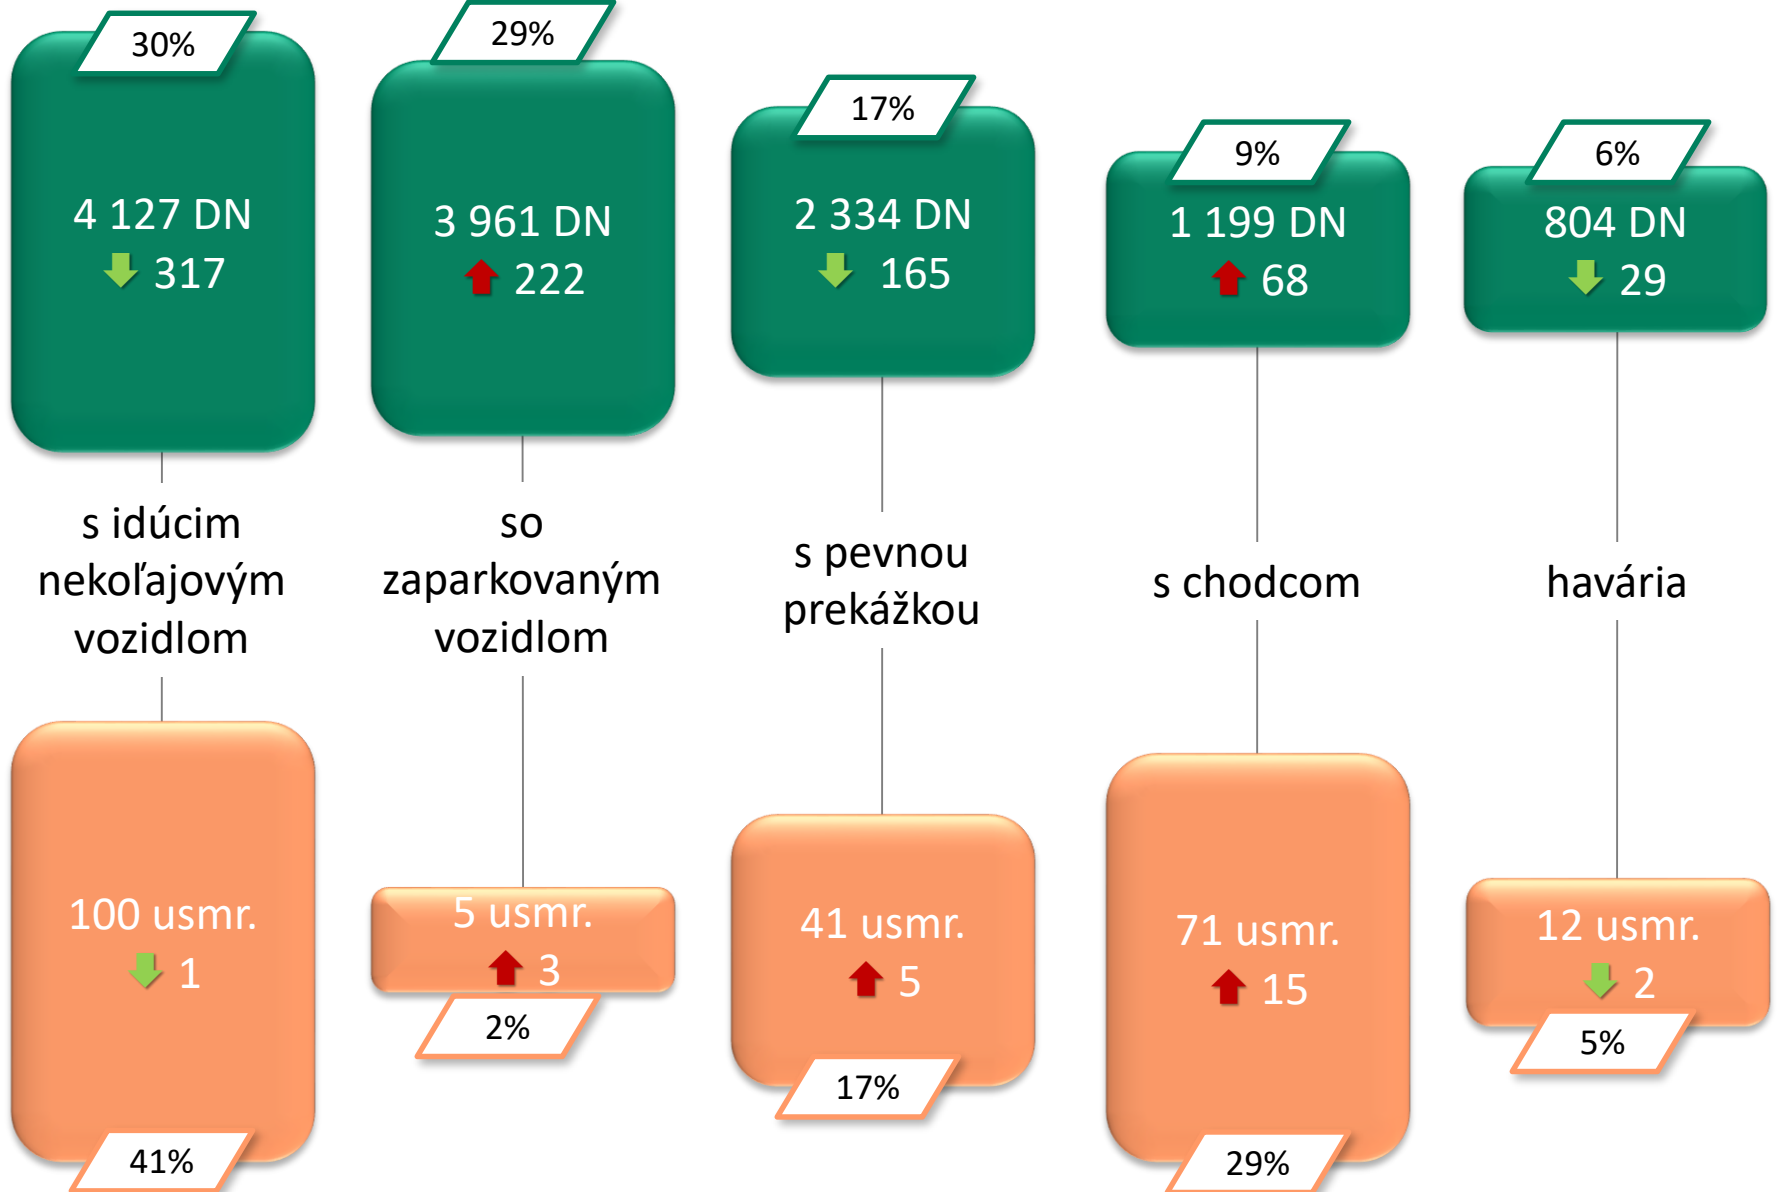 30%
4 127 DN
317
s idúcim
nekoľajovým
vozidlom
100 usmr.
1
41%
29%
3 961 DN
222
so
zaparkovaným
vozidlom
5 usmr.
3
2%
17%
2 334 DN
165
s pevnou
prekážkou
41 usmr.
5
17%
9%
1 199 DN
68
s chodcom
71 usmr.
15
29%
6%
804 DN
29
havária
12 usmr.
2
5%